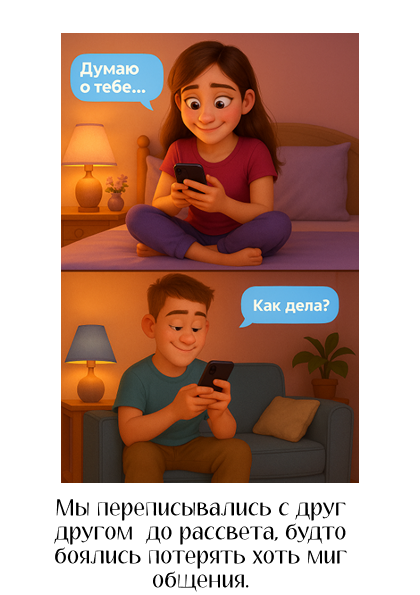 Думаю
о тебе...
Как дела?
Мы переписывались с друг
другом до рассвета, будто
боялись потерять хоть миг
общения.